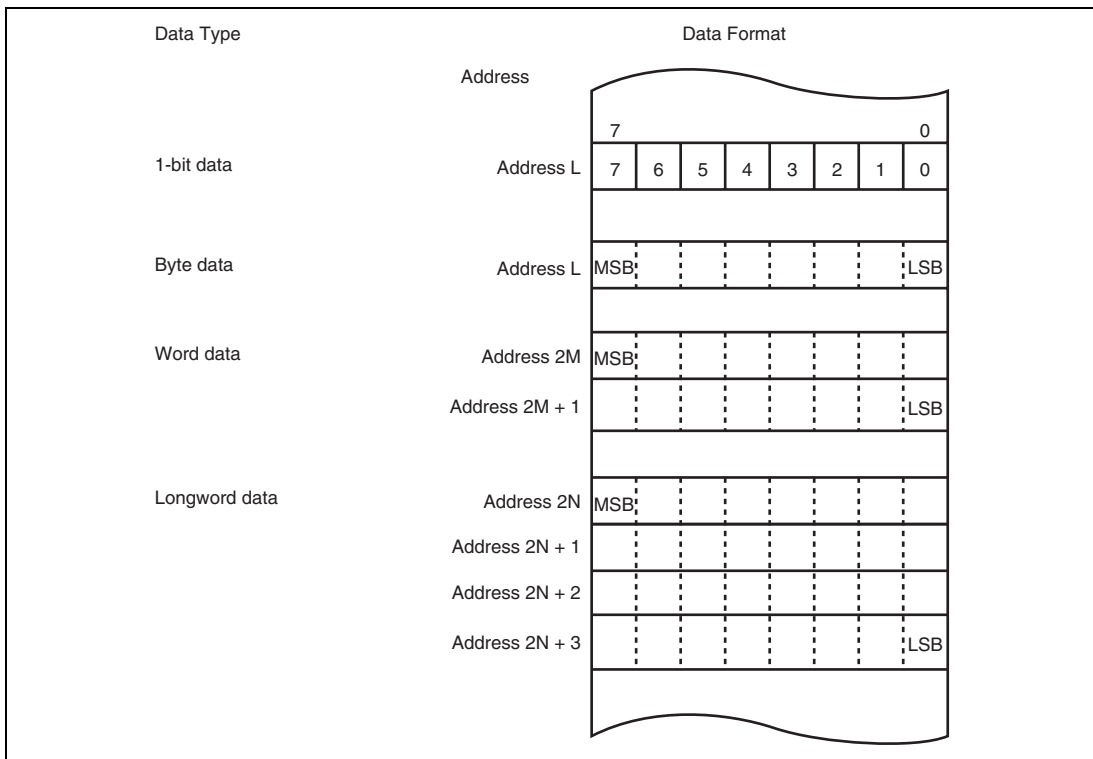 Data Type Data Format
Address
7 0
1-bit data Address L 7 6 5 4 3 2 1 0
Byte data Address L MSB LSB
Word data Address 2M MSB
Address 2M + 1 LSB
Longword data Address 2N MSB
Address 2N + 1
Address 2N + 2
Address 2N + 3 LSB